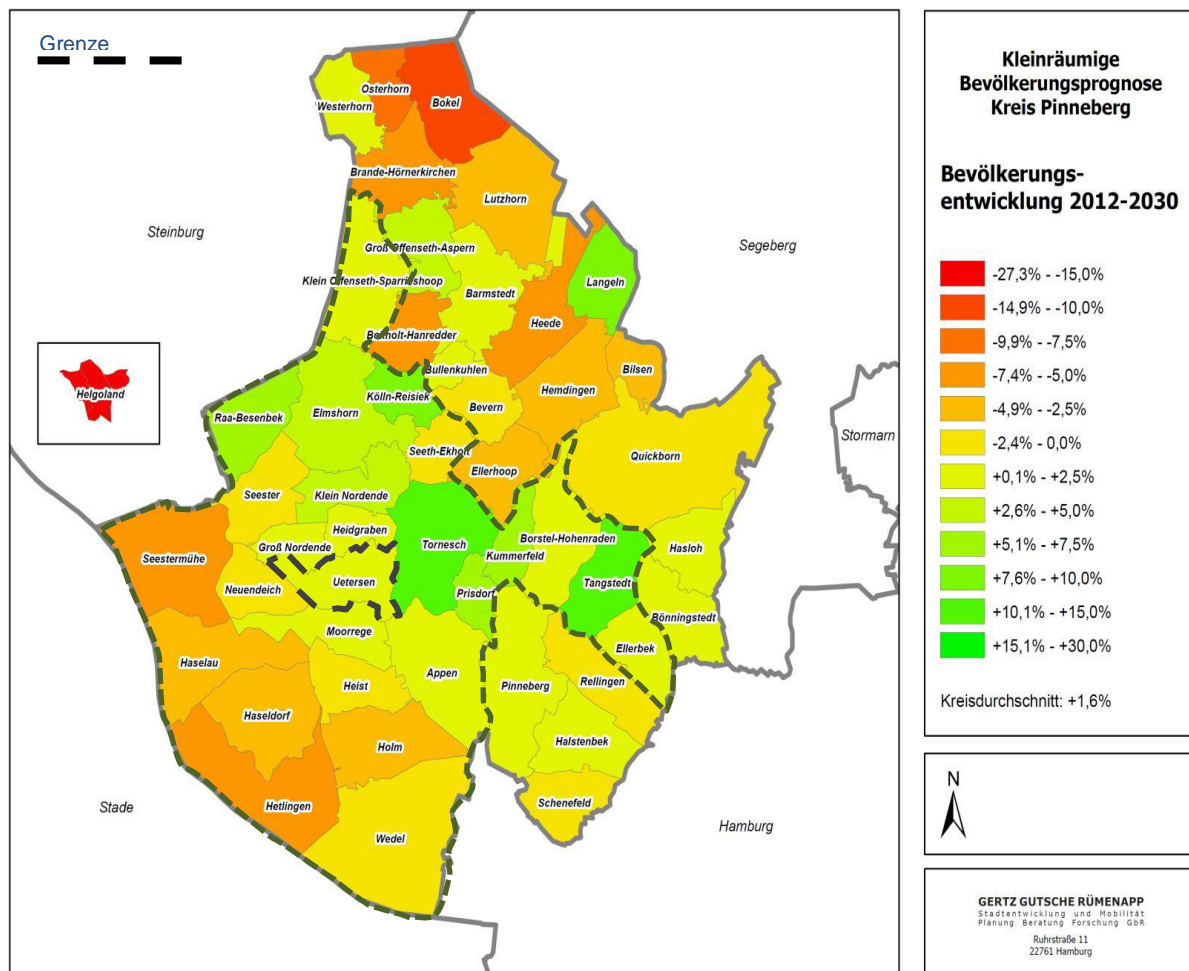 Grenze
Osterhorn
Bokel
Westerhorn
Brande-Hörnerkirchen
Lutzhorn
Steinburg
Segeberg
Groß Offenseth-Aspern
Klein Offenseth-Sparrieshoop
Langeln
Barmstedt
Heede
Bokholt-Hanredder
Bullenkuhlen
Bilsen
Hemdingen
Helgoland
Kölln-Reisiek
Raa-Besenbek
Elmshorn
Bevern
Stormarn
Seeth-Ekholt
Quickborn
Ellerhoop
Seester
Klein Nordende
Heidgraben
Borstel-Hohenraden
Groß Nordende
Tornesch
Kummerfeld
Hasloh
Seestermühe
Uetersen
Tangstedt
Neuendeich
Prisdorf
Bönningstedt
Moorrege
Ellerbek
Haselau
Appen
Heist
Pinneberg
Rellingen
Haseldorf
Holm
Halstenbek
Hetlingen
Schenefeld
Stade
Hamburg
Wedel
Kleinräumige
Bevölkerungsprognose
Kreis Pinneberg
Bevölkerungs-
entwicklung 2012-2030
-27,3% - -15,0%
-14,9% - -10,0%
-9,9% - -7,5%
-7,4% - -5,0%
-4,9% - -2,5%
-2,4% - 0,0%
+0,1% - +2,5%
+2,6% - +5,0%
+5,1% - +7,5%
+7,6% - +10,0%
+10,1% - +15,0%
+15,1% - +30,0%
Kreisdurchschnitt: +1,6%
N
GERTZ GUTSCHE RÜMENAPP
Stadtentwicklung und Mobilität
Planung Beratung Forschung GbR
Ruhrstraße 11
22761 Hamburg